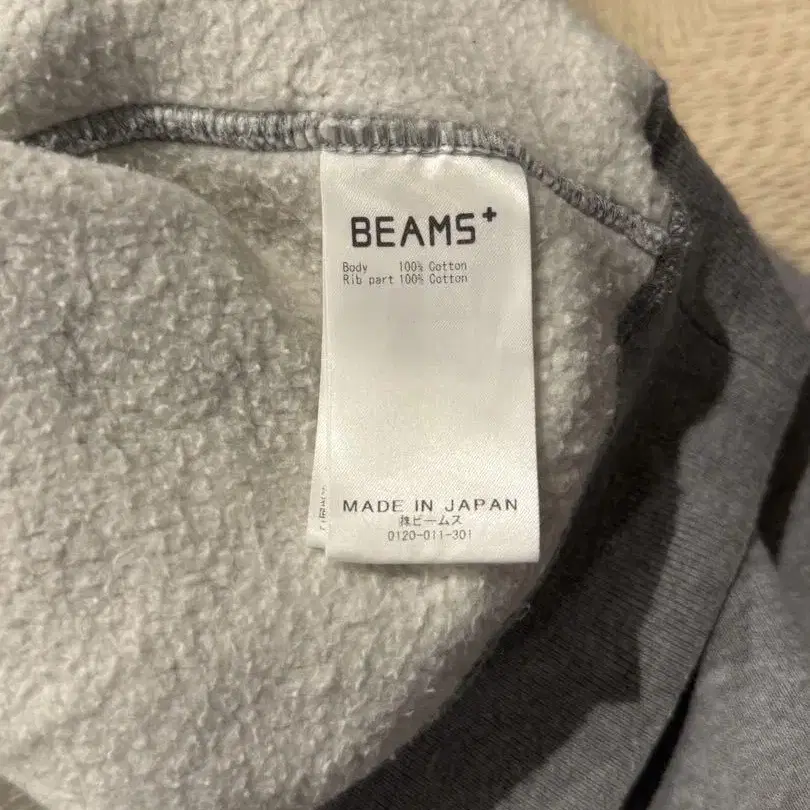 BEAMS+
Body 100% Cotton
Rib part 100% Cotton
MADE IN JAPAN
㈱ビームス
0120-011-301